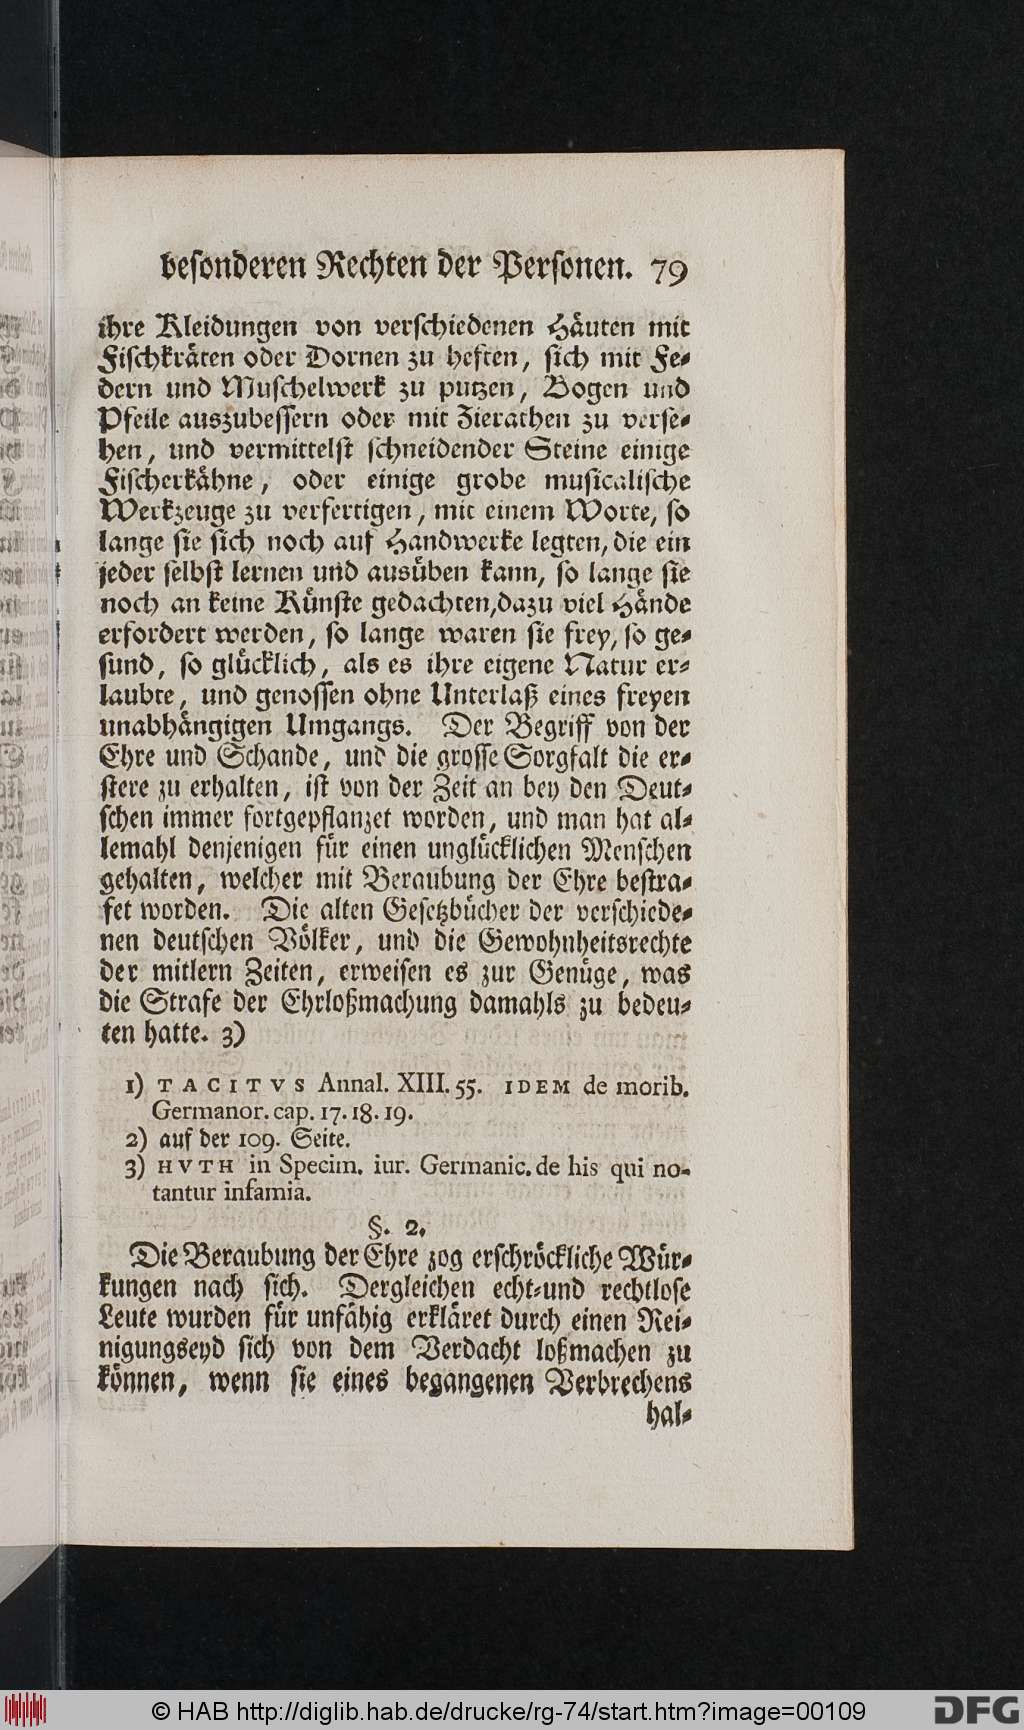 besonderen Rechten der Personen. 79
ihre Kleidungen von verschiedenen Häuten mit
Fischkräten oder Dornen zu heften, sich mit Fe-
dern und Muschelwerk zu putzen, Bogen und
Pfeile auszubessern oder mit Zierathen zu verse-
hen, und vermittelst schneidender Steine einige
Fischerkähne, oder einige grobe musicalische
Werkzeuge zu verfertigen, mit einem Worte, so
lange sie sich noch auf Handwerke legten, die ein
jeder selbst lernen und ausüben kann, so lange sie
noch an keine Künste gedachten, dazu viel Hände
erfordert werden, so lange waren sie frey, so ge-
sund, so glücklich, als es ihre eigene Natur er-
laubte, und genossen ohne Unterlaß eines freyen
unabhängigen Umgangs. Der Begriff von der
Ehre und Schande, und die grosse Sorgfalt die er-
stere zu erhalten, ist von der Zeit an bey den Deut-
schen immer fortgepflanzet worden, und man hat al-
lemahl denjenigen für einen unglücklichen Menschen
gehalten, welcher mit Beraubung der Ehre bestra-
fet worden. Die alten Gesetzbücher der verschiede-
nen deutschen Völker, und die Gewohnheitsrechte
der mitlern Zeiten, erweisen es zur Genüge, was
die Strafe der Ehrloßmachung damahls zu bedeu-
ten hatte. 3)
1) TACITVS Annal. XIII. 55. IDEM de morib.
Germanor. cap. 17. 18. 19.
2) auf der 109. Seite.
3) HVTH in Specim. iur. Germanic. de his qui no-
tantur infamia.
§. 2.
Die Beraubung der Ehre zog erschröckliche Wür-
kungen nach sich. Dergleichen echt-und rechtlose
Leute wurden für unfähig erkläret durch einen Rei-
nigungseyd sich von dem Verdacht loßmachen zu
können, wenn sie eines begangenen Verbrechens
hal-
© HAB http://diglib.hab.de/drucke/rg-74/start.htm?image=00109
DFG